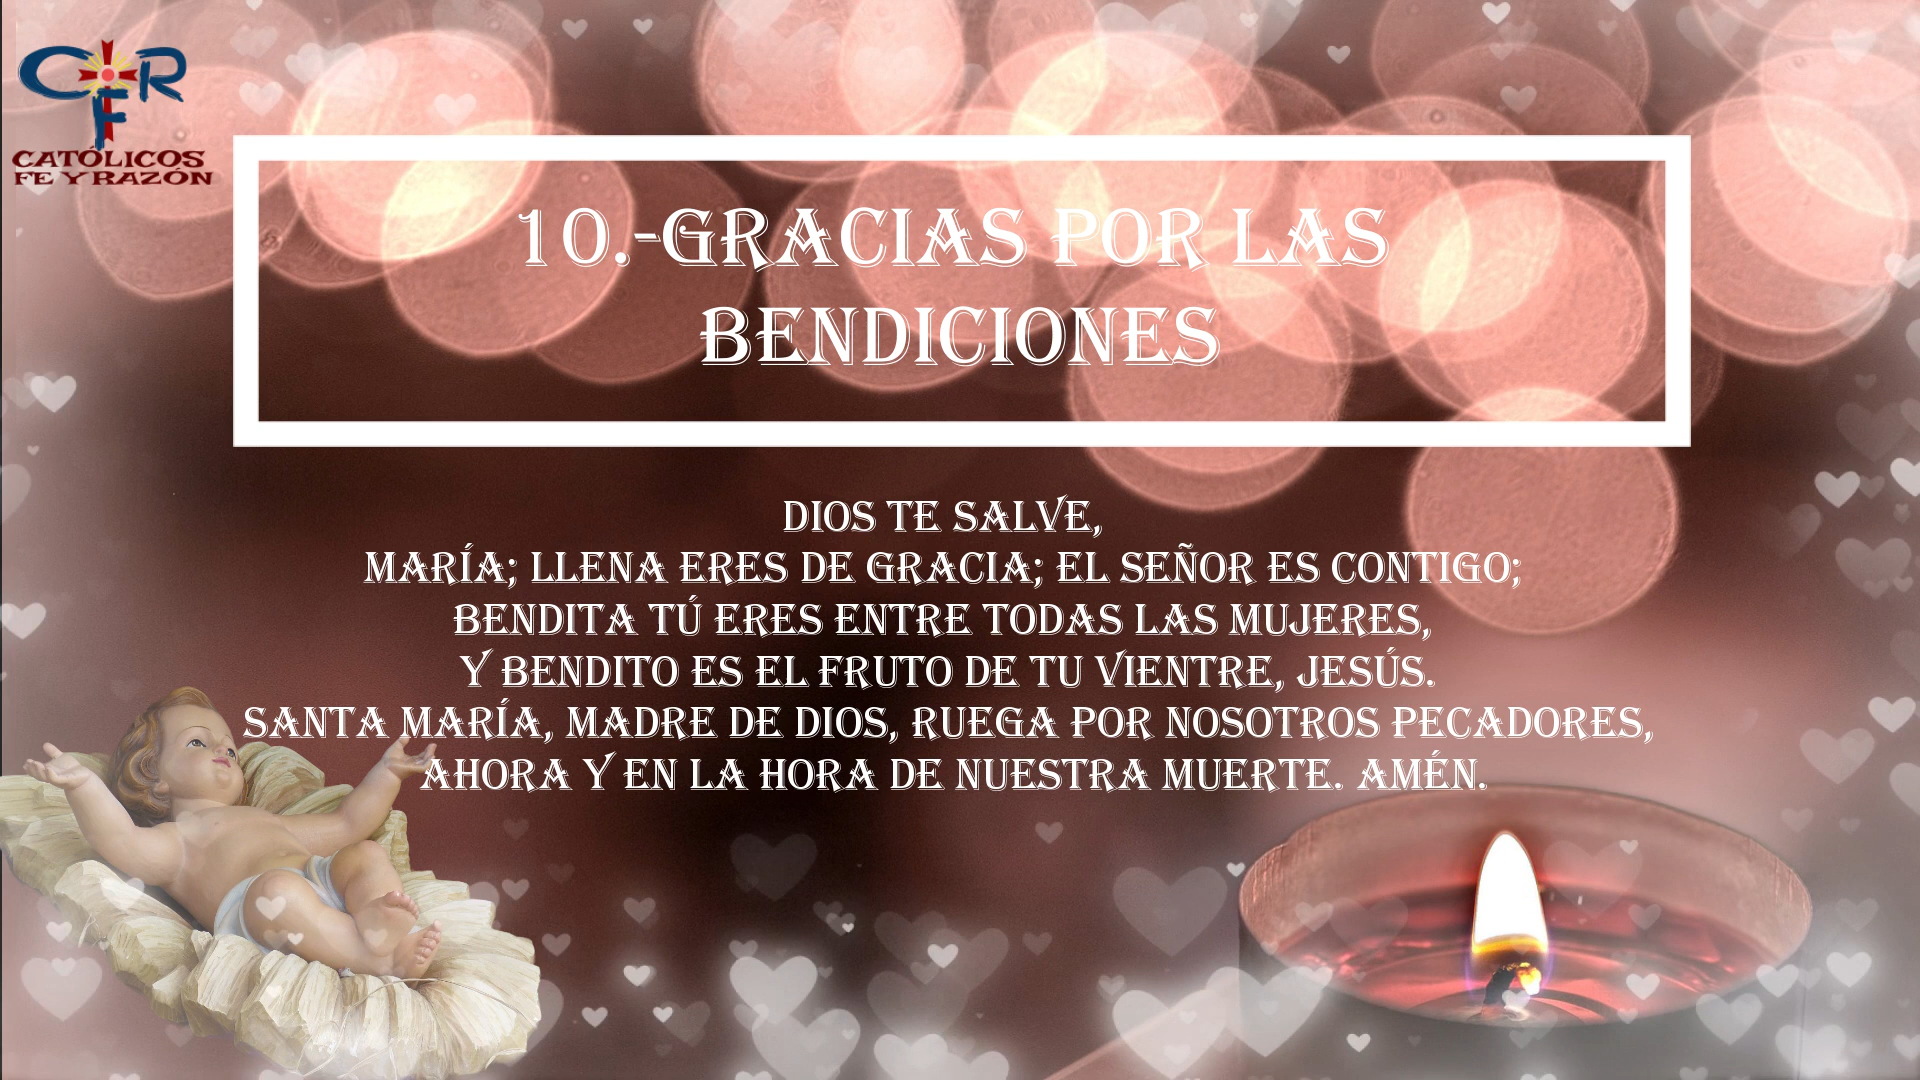 CFR
CATÓLICOS
FE Y RAZÓN
10.-GRACIAS POR LAS
BENDICIONES
DIOS TE SALVE,
MARÍA; LLENA ERES DE GRACIA; EL SEÑOR ES CONTIGO;
BENDITA TÚ ERES ENTRE TODAS LAS MUJERES,
Y BENDITO ES EL FRUTO DE TU VIENTRE, JESÚS.
SANTA MARÍA, MADRE DE DIOS, RUEGA POR NOSOTROS PECADORES,
AHORA Y EN LA HORA DE NUESTRA MUERTE. AMÉN.